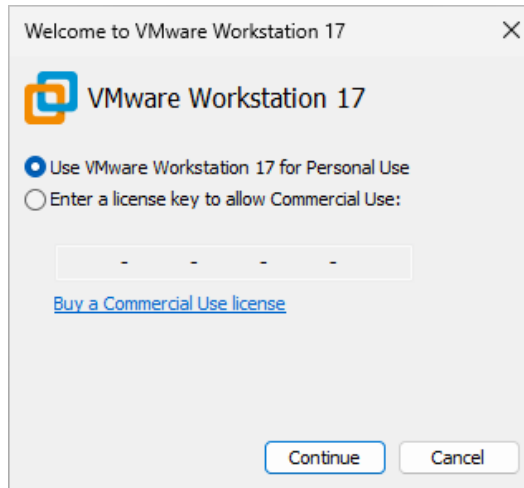 Welcome to VMware Workstation 17
VMware Workstation 17
Use VMware Workstation 17 for Personal Use
Enter a license key to allow Commercial Use:
- - - -
Buy a Commercial Use license
Continue Cancel